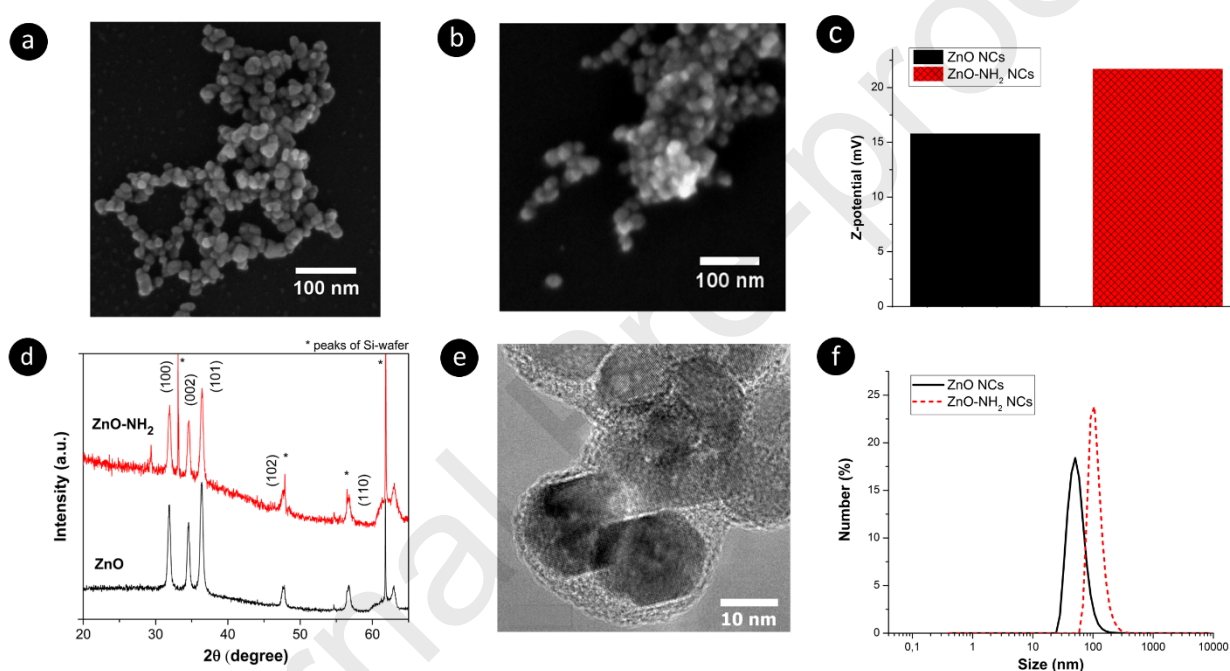 a
100 nm
b
100 nm
c
ZnO NCs
ZnO-NH2 NCs
Z-potential (mV)
20
15
10
5
0
d
* peaks of Si-wafer
(100)
*
(002)
(101)
*
ZnO-NH2
(102)
*
*
(110)
ZnO
Intensity (a.u.)
20
30
40
50
60
2θ (degree)
e
10 nm
f
ZnO NCs
ZnO-NH2 NCs
Number (%)
25
20
15
10
5
0
0,1
1
10
100
1000
10000
Size (nm)
rnal
pro